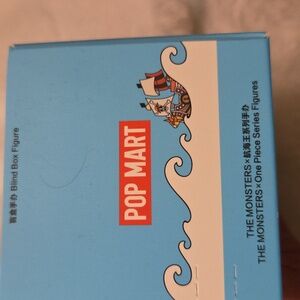 盲盒手办 Blind Box Figure
POP MART
THE MONSTERS×航海王系列手办
THE MONSTERS×One Piece Series Figures